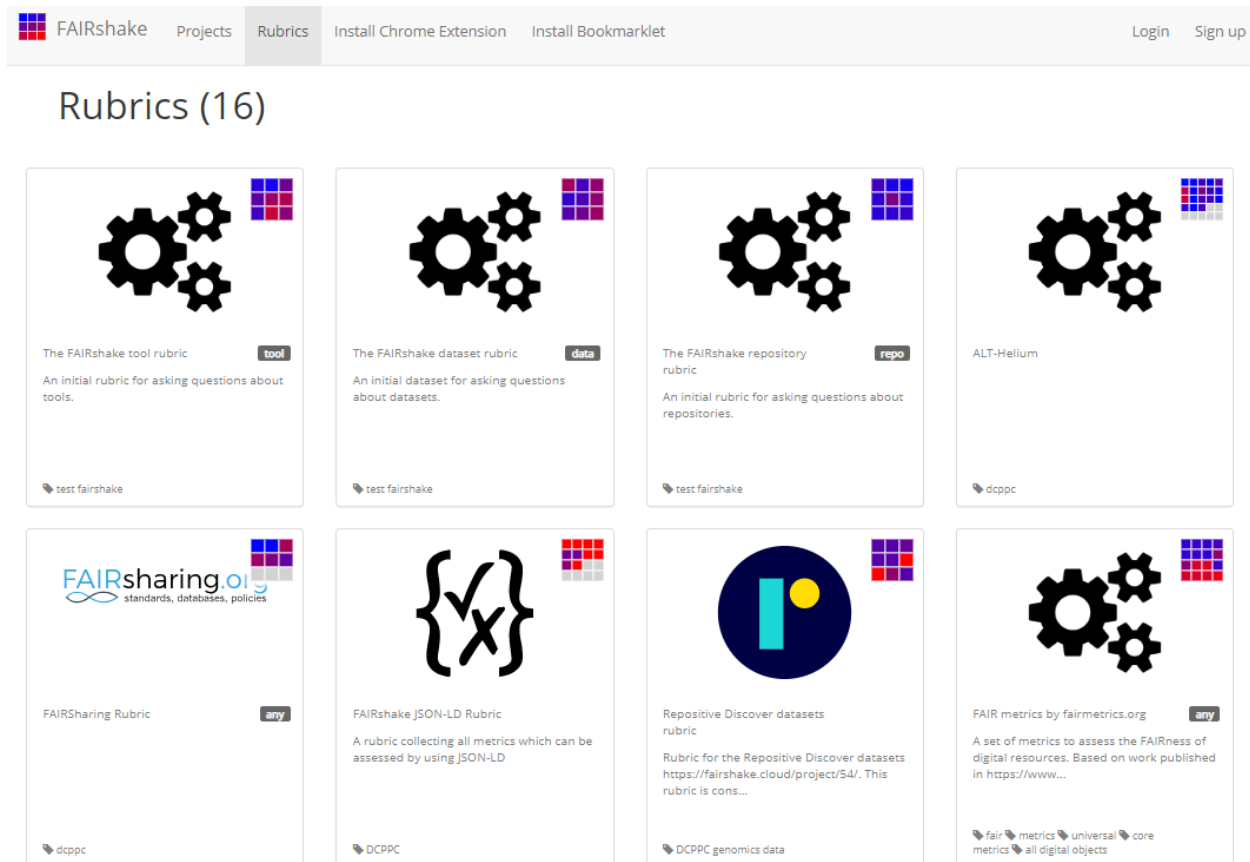 FAIRshake Projects Rubrics Install Chrome Extension Install Bookmarklet Login Sign up
Rubrics (16)
The FAIRshake tool rubric tool
An initial rubric for asking questions about
tools.
test fairshake
The FAIRshake dataset rubric data
An initial dataset for asking questions
about datasets.
test fairshake
The FAIRshake repository repo
rubric
An initial rubric for asking questions about
repositories.
test fairshake
ALT-Helium
dcppc
FAIRsharing.org
standards, databases, policies
FAIRSharing Rubric any
dcppc
FAIRshake JSON-LD Rubric
A rubric collecting all metrics which can be
assessed by using JSON-LD
DCPPC
Repositive Discover datasets
rubric
Rubric for the Repositive Discover datasets
https://fairshake.cloud/project/54/. This
rubric is cons...
DCPPC genomics data
FAIR metrics by fairmetrics.org any
A set of metrics to assess the FAIRness of
digital resources. Based on work published
in https://www...
fair metrics universal core
metrics all digital objects